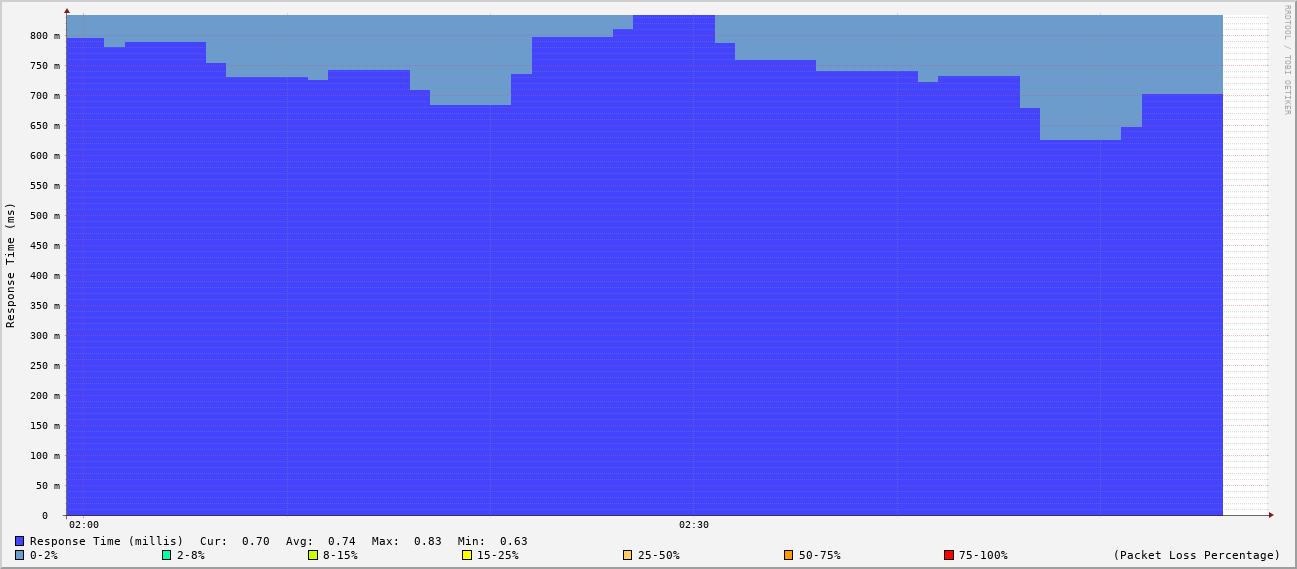 RRDTOOL / TOBI OETIKER
Response Time (ms)
800 m
750 m
700 m
650 m
600 m
550 m
500 m
450 m
400 m
350 m
300 m
250 m
200 m
150 m
100 m
50 m
0
02:00 02:30
Response Time (millis) Cur: 0.70 Avg: 0.74 Max: 0.83 Min: 0.63
0-2% 2-8% 8-15% 15-25% 25-50% 50-75% 75-100% (Packet Loss Percentage)